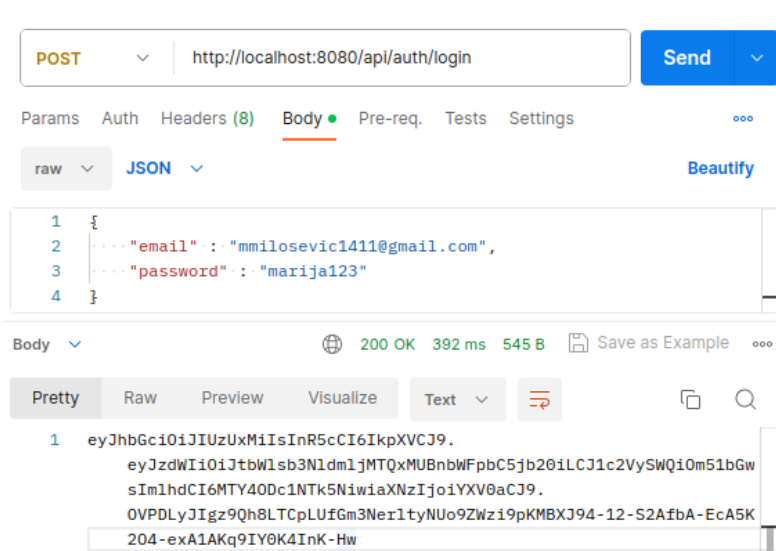 POST http://localhost:8080/api/auth/login Send
Params Auth Headers (8) Body Pre-req. Tests Settings
raw JSON Beautify
1 {
2 "email" : "mmilosevic1411@gmail.com",
3 "password" : "marija123"
4 }
Body 200 OK 392 ms 545 B Save as Example
Pretty Raw Preview Visualize Text
1 eyJhbGciOiJIUzUxMiIsInR5cCI6IkpXVCJ9.
eyJzdWIiOiJtbWlsb3NldmljMTQxMUBnbWFpbC5jb20iLCJ1c2VySWQiOm51bGw
sImlhdCI6MTY4ODc1NTk5NiwiaXNzIjoiYXV0aCJ9.
OVPDLyJIgz9Qh8LTCpLUfGm3NerltyNUo9ZWzi9pKMBXJ94-12-S2AfbA-EcA5K
2O4-exA1AKq9IY0K4InK-Hw